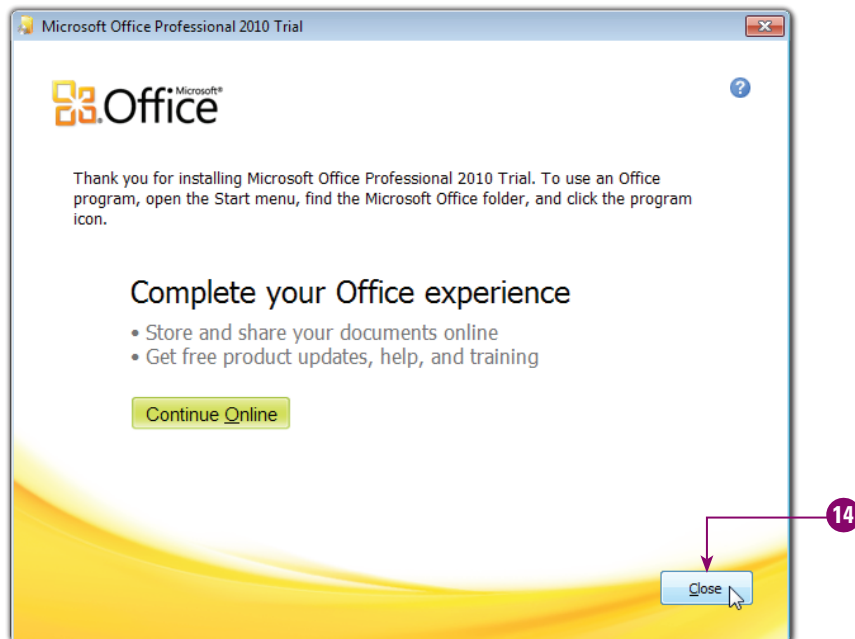 Microsoft Office Professional 2010 Trial
Microsoft®
Office
?
Thank you for installing Microsoft Office Professional 2010 Trial. To use an Office
program, open the Start menu, find the Microsoft Office folder, and click the program
icon.
Complete your Office experience
• Store and share your documents online
• Get free product updates, help, and training
Continue Online
14
Close